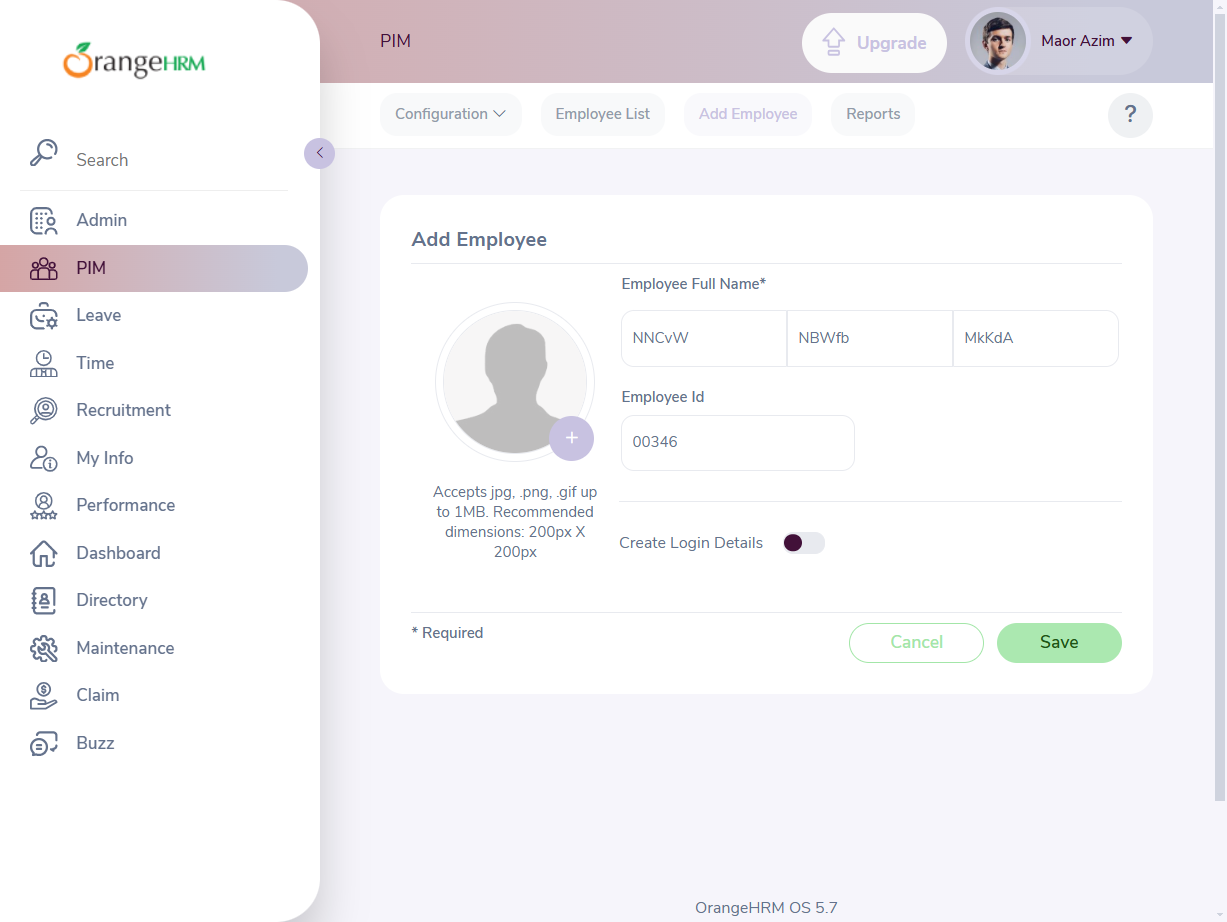 OrangeHRM
Search
Admin
PIM
Leave
Time
Recruitment
My Info
Performance
Dashboard
Directory
Maintenance
Claim
Buzz
PIM
Upgrade
Maor Azim
Configuration
Employee List
Add Employee
Reports
?
Add Employee
Accepts jpg, .png, .gif up
to 1MB. Recommended
dimensions: 200px X
200px
Employee Full Name*
NNCvW NBWfb MkKdA
Employee Id
00346
Create Login Details
* Required
Cancel
Save
OrangeHRM OS 5.7